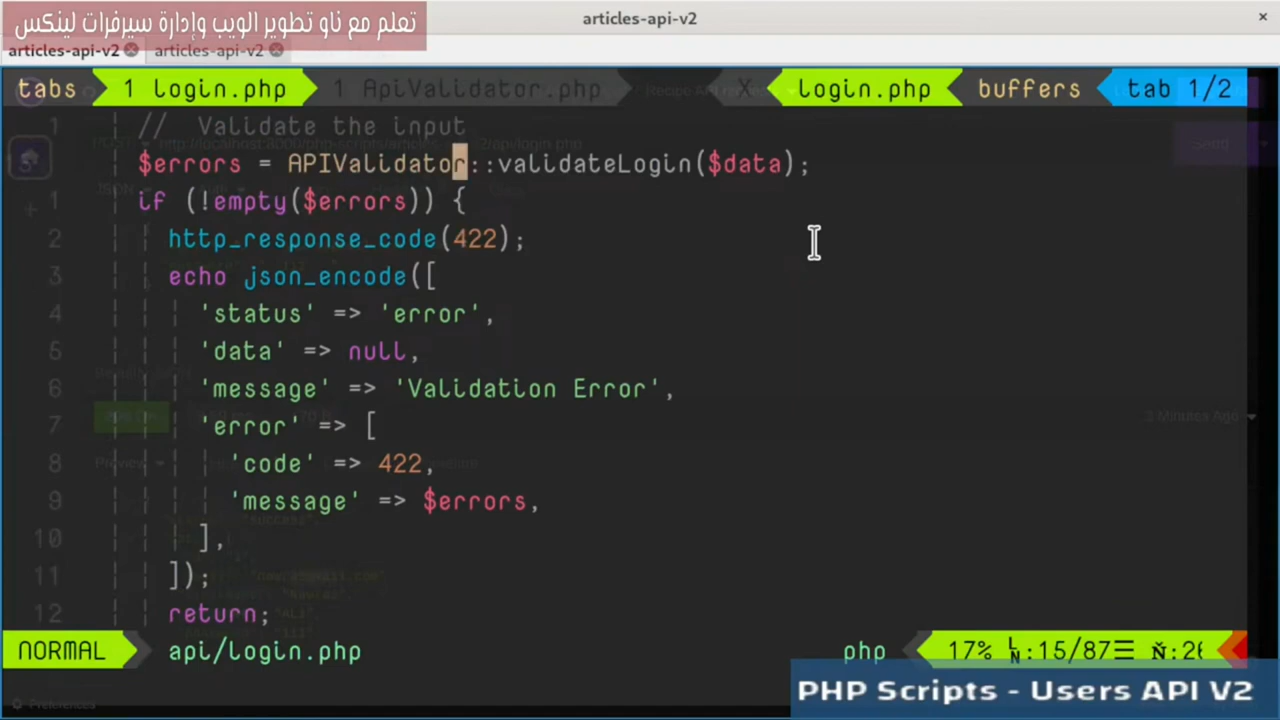 تعلم مع ناو تطوير الويب وإدارة سيرفرات لينكس
articles-api-v2
articles-api-v2 articles-api-v2
tabs 1 login.php 1 ApiValidator.php X login.php buffers tab 1/2
1 // Validate the input
15 $errors = APIValidator::validateLogin($data);
1 if (!empty($errors)) {
2 http_response_code(422);
3 echo json_encode([
4 'status' => 'error',
5 'data' => null,
6 'message' => 'Validation Error',
7 'error' => [
8 'code' => 422,
9 'message' => $errors,
10 ],
11 ]);
12 return;
NORMAL api/login.php php 17% LN:15/87☰ Ñ:26
Preferences
PHP Scripts - Users API V2